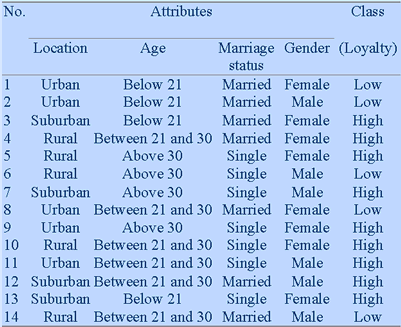 No. Attributes Class
Location Age Marriage Gender (Loyalty)
status
1 Urban Below 21 Married Female Low
2 Urban Below 21 Married Male Low
3 Suburban Below 21 Married Female High
4 Rural Between 21 and 30 Married Female High
5 Rural Above 30 Single Female High
6 Rural Above 30 Single Male Low
7 Suburban Above 30 Single Male High
8 Urban Between 21 and 30 Married Female Low
9 Urban Above 30 Single Female High
10 Rural Between 21 and 30 Single Female High
11 Urban Between 21 and 30 Single Male High
12 Suburban Between 21 and 30 Married Male High
13 Suburban Below 21 Single Female High
14 Rural Between 21 and 30 Married Male Low